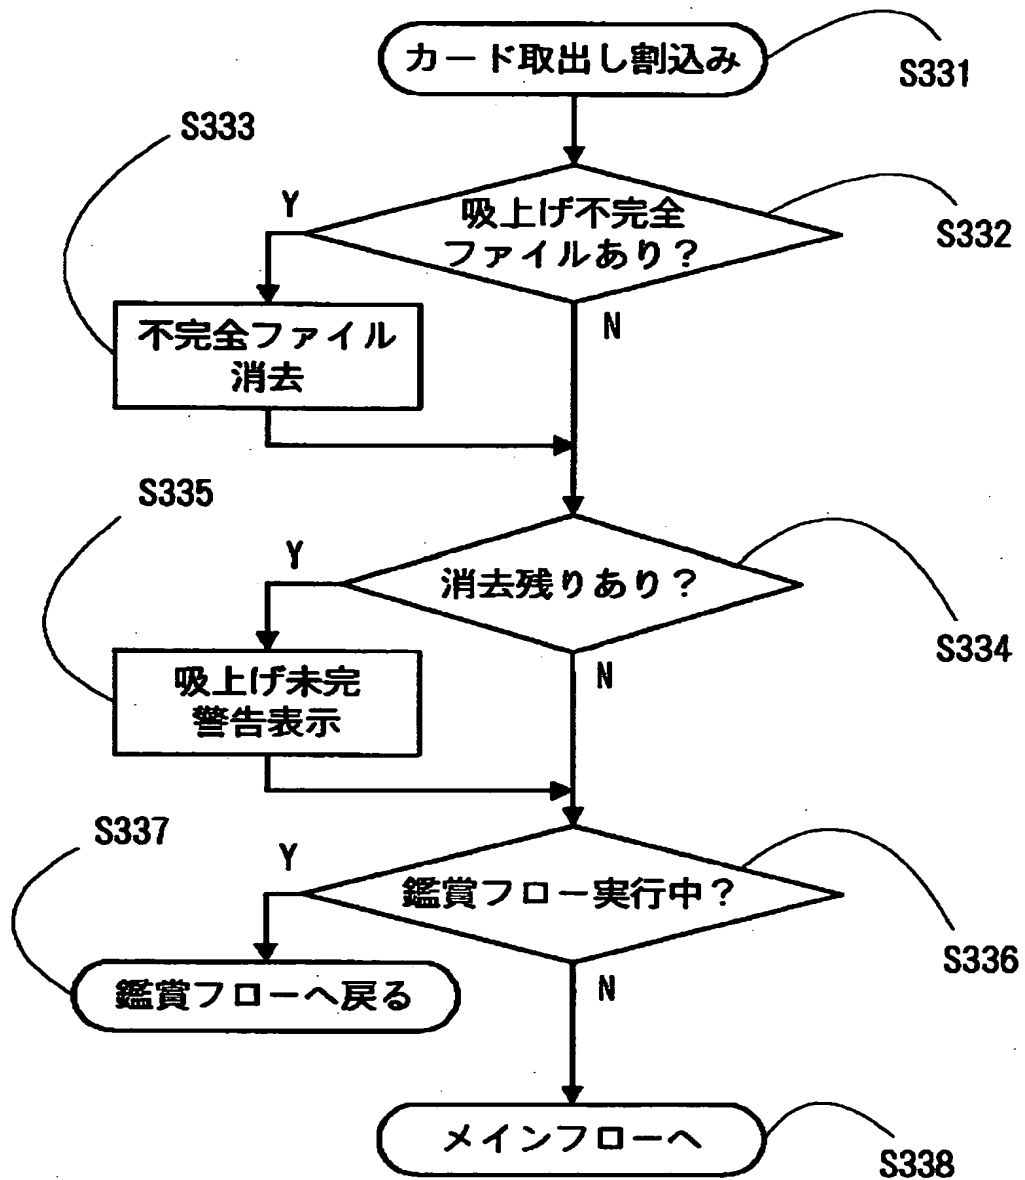 カード取出し割込み
S331
S333
Y
吸上げ不完全
ファイルあり？
S332
不完全ファイル
消去
N
S335
Y
消去残りあり？
S334
吸上げ未完
警告表示
N
S337
Y
鑑賞フロー実行中？
S336
鑑賞フローへ戻る
N
メインフローへ
S338